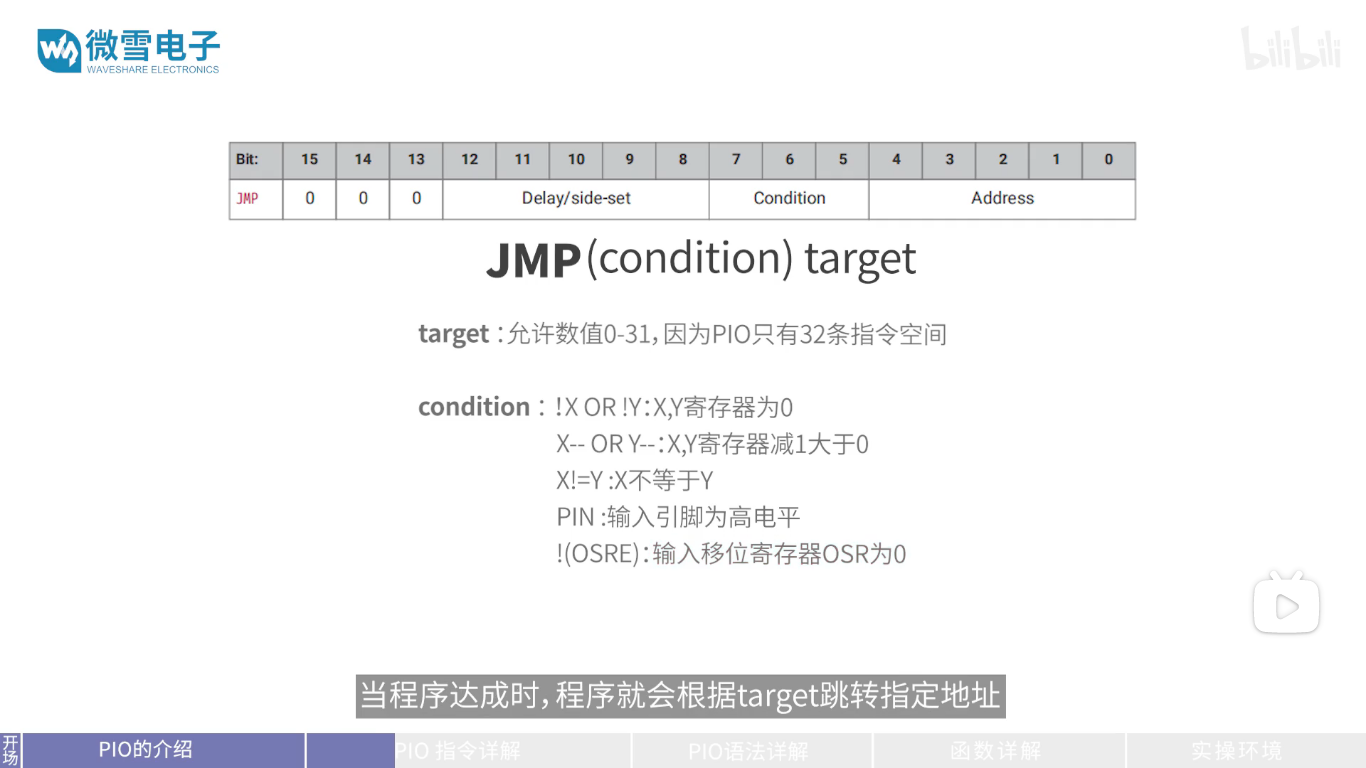 微雪电子
WAVESHARE ELECTRONICS
bilibili
Bit: 15 14 13 12 11 10 9 8 7 6 5 4 3 2 1 0
JMP 0 0 0 Delay/side-set Condition Address
JMP(condition) target
target：允许数值0-31，因为PIO只有32条指令空间
condition：!X OR !Y：X,Y寄存器为0
X-- OR Y--：X,Y寄存器减1大于0
X!=Y :X不等于Y
PIN :输入引脚为高电平
!(OSRE)：输入移位寄存器OSR为0
当程序达成时，程序就会根据target跳转指定地址
开场 PIO的介绍 PIO 指令详解 PIO语法详解 函数详解 实操环境